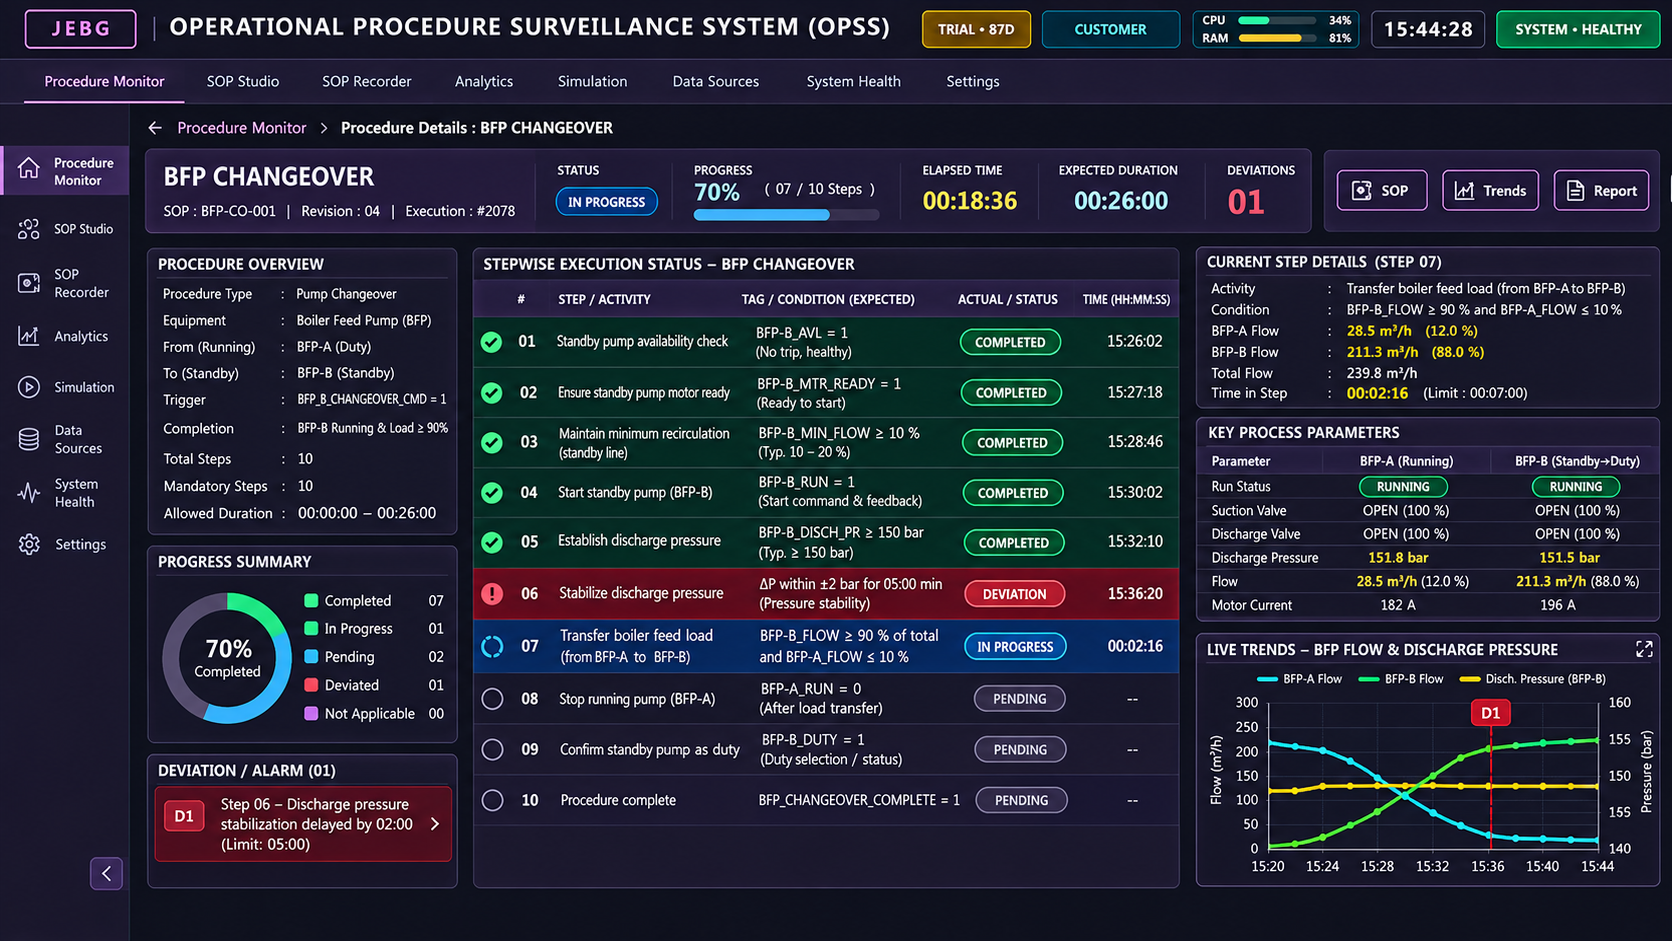 JEBG
OPERATIONAL PROCEDURE SURVEILLANCE SYSTEM (OPSS)
TRIAL • 87D
CUSTOMER
CPU 34%
RAM 81%
15:44:28
SYSTEM • HEALTHY
Procedure Monitor
SOP Studio
SOP Recorder
Analytics
Simulation
Data Sources
System Health
Settings
Procedure
Monitor
SOP Studio
SOP
Recorder
Analytics
Simulation
Data
Sources
System
Health
Settings
← Procedure Monitor > Procedure Details : BFP CHANGEOVER
BFP CHANGEOVER
SOP : BFP-CO-001 | Revision : 04 | Execution : #2078
STATUS
IN PROGRESS
PROGRESS
70% ( 07 / 10 Steps )
ELAPSED TIME
00:18:36
EXPECTED DURATION
00:26:00
DEVIATIONS
01
SOP
Trends
Report
PROCEDURE OVERVIEW
Procedure Type : Pump Changeover
Equipment : Boiler Feed Pump (BFP)
From (Running) : BFP-A (Duty)
To (Standby) : BFP-B (Standby)
Trigger : BFP_B_CHANGEOVER_CMD = 1
Completion : BFP-B Running & Load ≥ 90%
Total Steps : 10
Mandatory Steps : 10
Allowed Duration : 00:00:00 – 00:26:00
PROGRESS SUMMARY
70%
Completed
Completed 07
In Progress 01
Pending 02
Deviated 01
Not Applicable 00
DEVIATION / ALARM (01)
D1
Step 06 – Discharge pressure
stabilization delayed by 02:00
(Limit: 05:00)
STEPWISE EXECUTION STATUS – BFP CHANGEOVER
# STEP / ACTIVITY TAG / CONDITION (EXPECTED) ACTUAL / STATUS TIME (HH:MM:SS)
01 Standby pump availability check BFP-B_AVL = 1 COMPLETED 15:26:02
(No trip, healthy)
02 Ensure standby pump motor ready BFP-B_MTR_READY = 1 COMPLETED 15:27:18
(Ready to start)
03 Maintain minimum recirculation BFP-B_MIN_FLOW ≥ 10 % COMPLETED 15:28:46
(standby line) (Typ. 10 – 20 %)
04 Start standby pump (BFP-B) BFP-B_RUN = 1 COMPLETED 15:30:02
(Start command & feedback)
05 Establish discharge pressure BFP-B_DISCH_PR ≥ 150 bar COMPLETED 15:32:10
(Typ. ≥ 150 bar)
06 Stabilize discharge pressure ΔP within ±2 bar for 05:00 min DEVIATION 15:36:20
(Pressure stability)
07 Transfer boiler feed load BFP-B_FLOW ≥ 90 % of total IN PROGRESS 00:02:16
(from BFP-A to BFP-B) and BFP-A_FLOW ≤ 10 %
08 Stop running pump (BFP-A) BFP-A_RUN = 0 PENDING --
(After load transfer)
09 Confirm standby pump as duty BFP-B_DUTY = 1 PENDING --
(Duty selection / status)
10 Procedure complete BFP_CHANGEOVER_COMPLETE = 1 PENDING --
CURRENT STEP DETAILS (STEP 07)
Activity : Transfer boiler feed load (from BFP-A to BFP-B)
Condition : BFP-B_FLOW ≥ 90 % and BFP-A_FLOW ≤ 10 %
BFP-A Flow : 28.5 m³/h (12.0 %)
BFP-B Flow : 211.3 m³/h (88.0 %)
Total Flow : 239.8 m³/h
Time in Step : 00:02:16 (Limit : 00:07:00)
KEY PROCESS PARAMETERS
Parameter BFP-A (Running) BFP-B (Standby→Duty)
Run Status RUNNING RUNNING
Suction Valve OPEN (100 %) OPEN (100 %)
Discharge Valve OPEN (100 %) OPEN (100 %)
Discharge Pressure 151.8 bar 151.5 bar
Flow 28.5 m³/h (12.0 %) 211.3 m³/h (88.0 %)
Motor Current 182 A 196 A
LIVE TRENDS – BFP FLOW & DISCHARGE PRESSURE
BFP-A Flow BFP-B Flow Disch. Pressure (BFP-B)
D1
Flow (m³/h)
300
250
200
150
100
50
0
160
155
150
155
140
Pressure (bar)
15:20 15:24 15:28 15:32 15:36 15:40 15:44